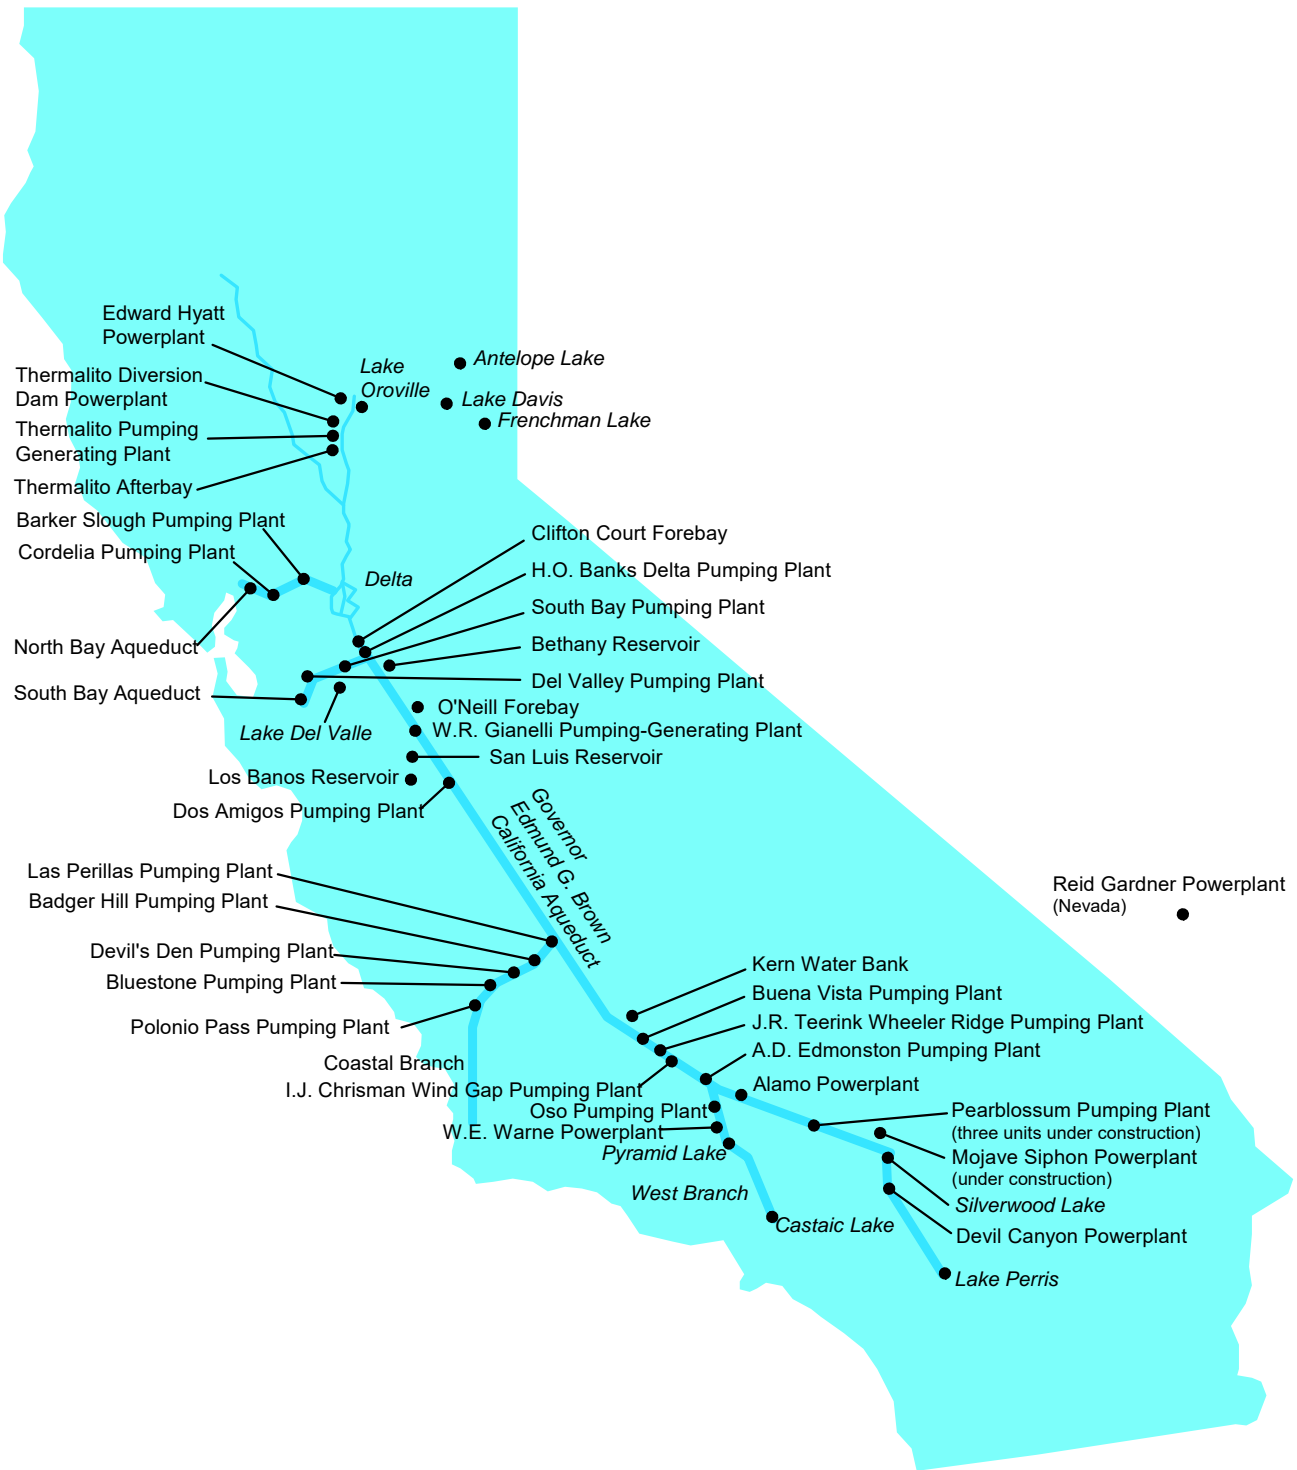 Edward Hyatt
Powerplant
Lake
Oroville
Antelope Lake
Thermalito Diversion
Dam Powerplant
Lake Davis
Frenchman Lake
Thermalito Pumping
Generating Plant
Thermalito Afterbay
Barker Slough Pumping Plant
Cordelia Pumping Plant
Clifton Court Forebay
H.O. Banks Delta Pumping Plant
Delta
South Bay Pumping Plant
North Bay Aqueduct
Bethany Reservoir
South Bay Aqueduct
Del Valley Pumping Plant
Lake Del Valle
O'Neill Forebay
W.R. Gianelli Pumping-Generating Plant
San Luis Reservoir
Los Banos Reservoir
Dos Amigos Pumping Plant
Governor
Edmund G. Brown
California Aqueduct
Las Perillas Pumping Plant
Badger Hill Pumping Plant
Reid Gardner Powerplant
(Nevada)
Devil's Den Pumping Plant
Bluestone Pumping Plant
Polonio Pass Pumping Plant
Kern Water Bank
Buena Vista Pumping Plant
J.R. Teerink Wheeler Ridge Pumping Plant
A.D. Edmonston Pumping Plant
Coastal Branch
I.J. Chrisman Wind Gap Pumping Plant
Alamo Powerplant
Oso Pumping Plant
W.E. Warne Powerplant
Pyramid Lake
Pearblossum Pumping Plant
(three units under construction)
Mojave Siphon Powerplant
(under construction)
West Branch
Silverwood Lake
Castaic Lake
Devil Canyon Powerplant
Lake Perris